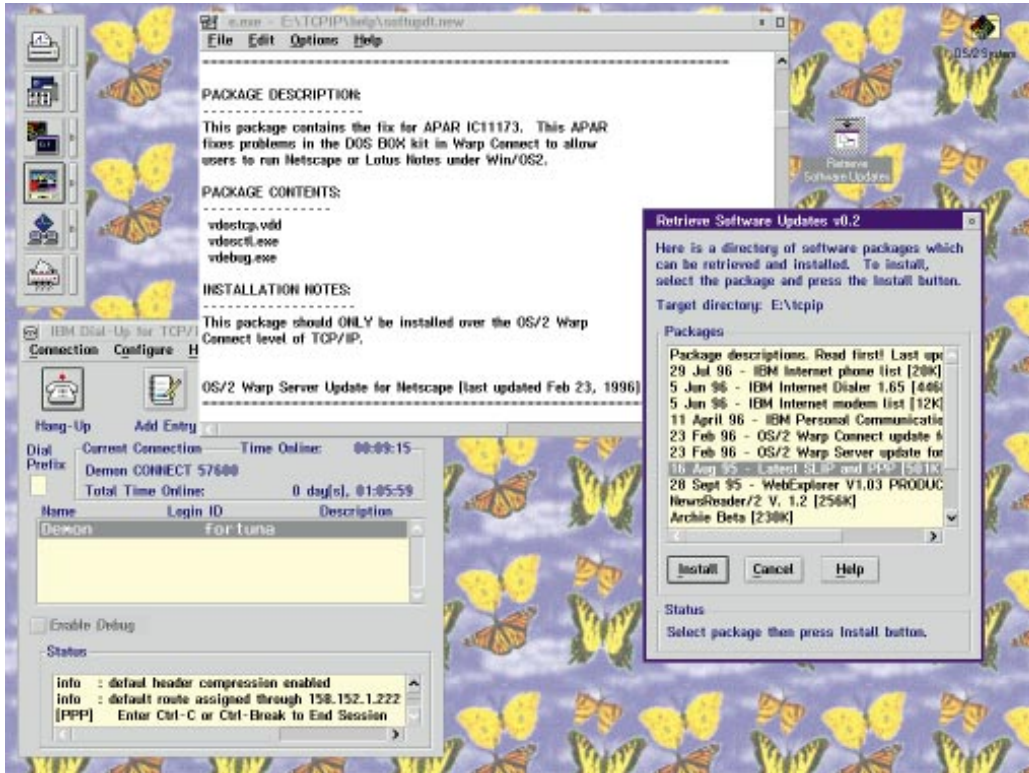 e.exe - E:\TCPIP\help\softupdt.new
File Edit Options Help
PACKAGE DESCRIPTION:
This package contains the fix for APAR IC11173. This APAR
fixes problems in the DOS BOX kit in Warp Connect to allow
users to run Netscape or Lotus Notes under Win/OS2.
PACKAGE CONTENTS:
vdostcp.vdd
vdosctl.exe
vdebug.exe
INSTALLATION NOTES:
This package should ONLY be installed over the OS/2 Warp
Connect level of TCP/IP.
OS/2 Warp Server Update for Netscape (last updated Feb 23, 1996)
OS/2 System
Retrieve
Software Updates
Retrieve Software Updates v0.2
Here is a directory of software packages which
can be retrieved and installed. To install,
select the package and press the Install button.
Target directory: E:\tcpip
Packages
Package descriptions. Read first! Last upd
29 Jul 96 - IBM Internet phone list [20K]
5 Jun 96 - IBM Internet Dialer 1.65 [446
5 Jun 96 - IBM Internet modem list [12K
11 April 96 - IBM Personal Communicatio
23 Feb 96 - OS/2 Warp Connect update f
23 Feb 96 - OS/2 Warp Server update for
16 Aug 95 - Latest SLIP and PPP [501K
28 Sept 95 - WebExplorer V1.03 PRODUC
NewsReader/2 V. 1.2 [256K]
Archie Beta [230K]
Install Cancel Help
Status
Select package then press Install button.
IBM Dial-Up for TCP/I
Connection Configure H
Hang-Up Add Entry
Dial
Prefix
Current Connection Time Online: 00:09:15
Demon CONNECT 57600
Total Time Online: 0 day(s), 01:05:59
Name Login ID Description
Demon fortuna
Enable Debug
Status
info : defaul header compression enabled
info : default route assigned through 158.152.1.222
[PPP] Enter Ctrl-C or Ctrl-Break to End Session